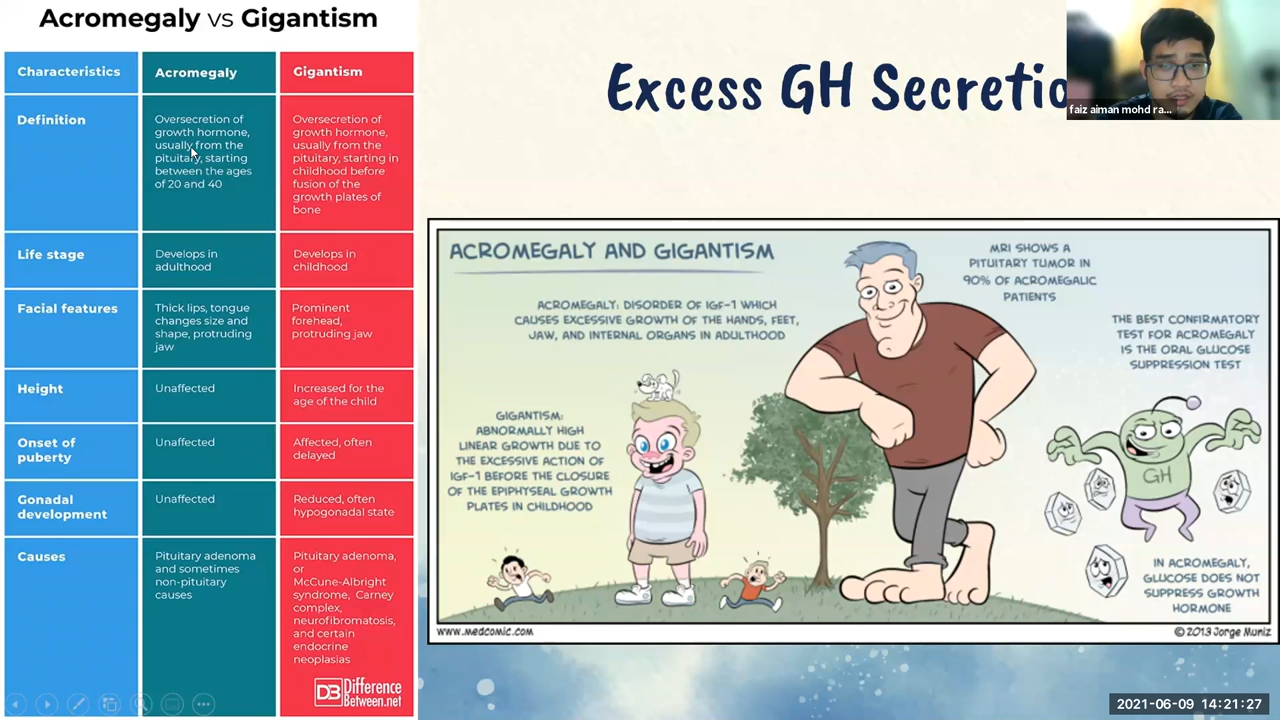 Acromegaly vs Gigantism
Characteristics
Acromegaly
Gigantism
Definition
Oversecretion of
growth hormone,
usually from the
pituitary, starting
between the ages
of 20 and 40
Oversecretion of
growth hormone,
usually from the
pituitary, starting in
childhood before
fusion of the
growth plates of
bone
Life stage
Develops in
adulthood
Develops in
childhood
Facial features
Thick lips, tongue
changes size and
shape, protruding
jaw
Prominent
forehead,
protruding jaw
Height
Unaffected
Increased for the
age of the child
Onset of
puberty
Unaffected
Affected, often
delayed
Gonadal
development
Unaffected
Reduced, often
hypogonadal state
Causes
Pituitary adenoma
and sometimes
non-pituitary
causes
Pituitary adenoma,
or
McCune-Albright
syndrome, Carney
complex,
neurofibromatosis,
and certain
endocrine
neoplasias
DB Difference
Between.net
Excess GH Secretio
faiz aiman mohd ra...
ACROMEGALY AND GIGANTISM
ACROMEGALY: DISORDER OF IGF-1 WHICH
CAUSES EXCESSIVE GROWTH OF THE HANDS, FEET,
JAW, AND INTERNAL ORGANS IN ADULTHOOD
MRI SHOWS A
PITUITARY TUMOR IN
90% OF ACROMEGALIC
PATIENTS
THE BEST CONFIRMATORY
TEST FOR ACROMEGALY
IS THE ORAL GLUCOSE
SUPPRESSION TEST
GIGANTISM:
ABNORMALLY HIGH
LINEAR GROWTH DUE TO
THE EXCESSIVE ACTION OF
IGF-1 BEFORE THE CLOSURE
OF THE EPIPHYSEAL GROWTH
PLATES IN CHILDHOOD
GH
IN ACROMEGALY,
GLUCOSE DOES NOT
SUPPRESS GROWTH
HORMONE
www.medcomic.com
© 2013 Jorge Muniz
2021-06-09 14:21:27